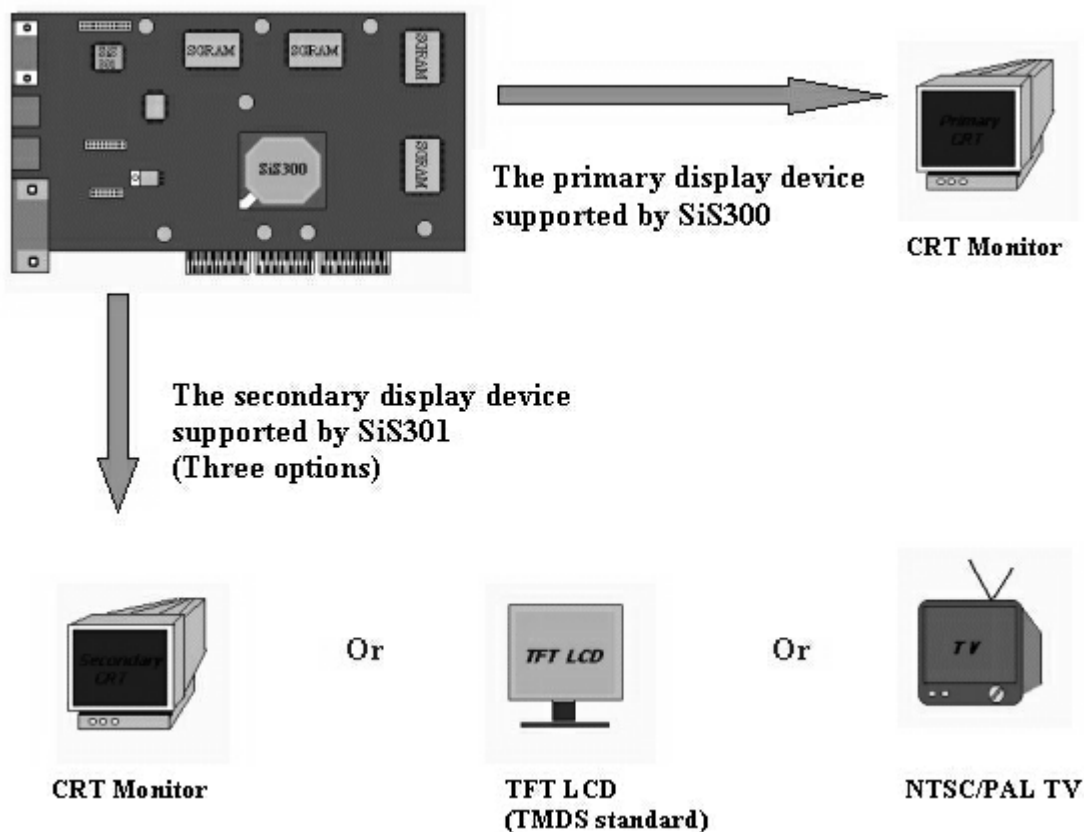 SiS
301
SGRAM
SGRAM
SGRAM
SGRAM
SiS300
Primary
CRT
The primary display device
supported by SiS300
CRT Monitor
The secondary display device
supported by SiS301
(Three options)
Secondary
CRT
Or
TFT LCD
Or
TV
CRT Monitor
TFT LCD
(TMDS standard)
NTSC/PAL TV